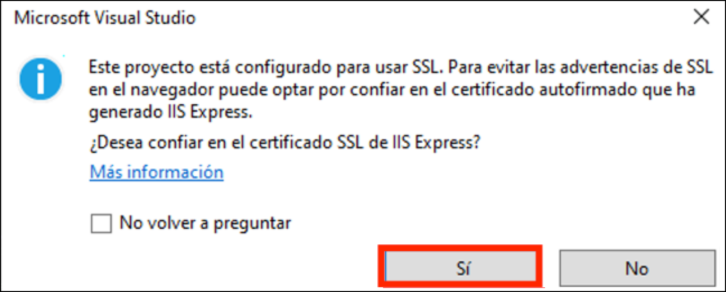 Microsoft Visual Studio
Este proyecto está configurado para usar SSL. Para evitar las advertencias de SSL
en el navegador puede optar por confiar en el certificado autofirmado que ha
generado IIS Express.
¿Desea confiar en el certificado SSL de IIS Express?
Más información
No volver a preguntar
Sí
No